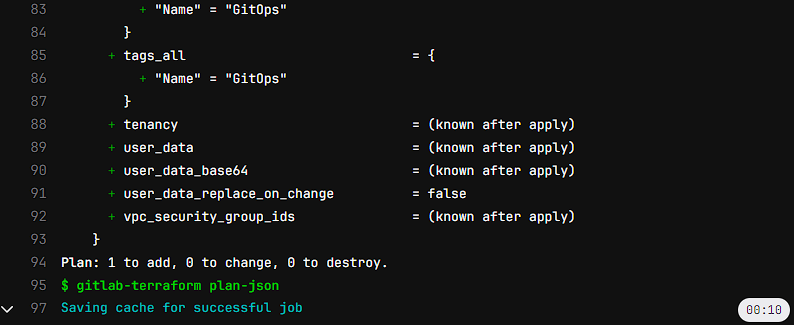 83 + "Name" = "GitOps"
84 }
85 + tags_all = {
86 + "Name" = "GitOps"
87 }
88 + tenancy = (known after apply)
89 + user_data = (known after apply)
90 + user_data_base64 = (known after apply)
91 + user_data_replace_on_change = false
92 + vpc_security_group_ids = (known after apply)
93 }
94 Plan: 1 to add, 0 to change, 0 to destroy.
95 $ gitlab-terraform plan-json
97 Saving cache for successful job 00:10